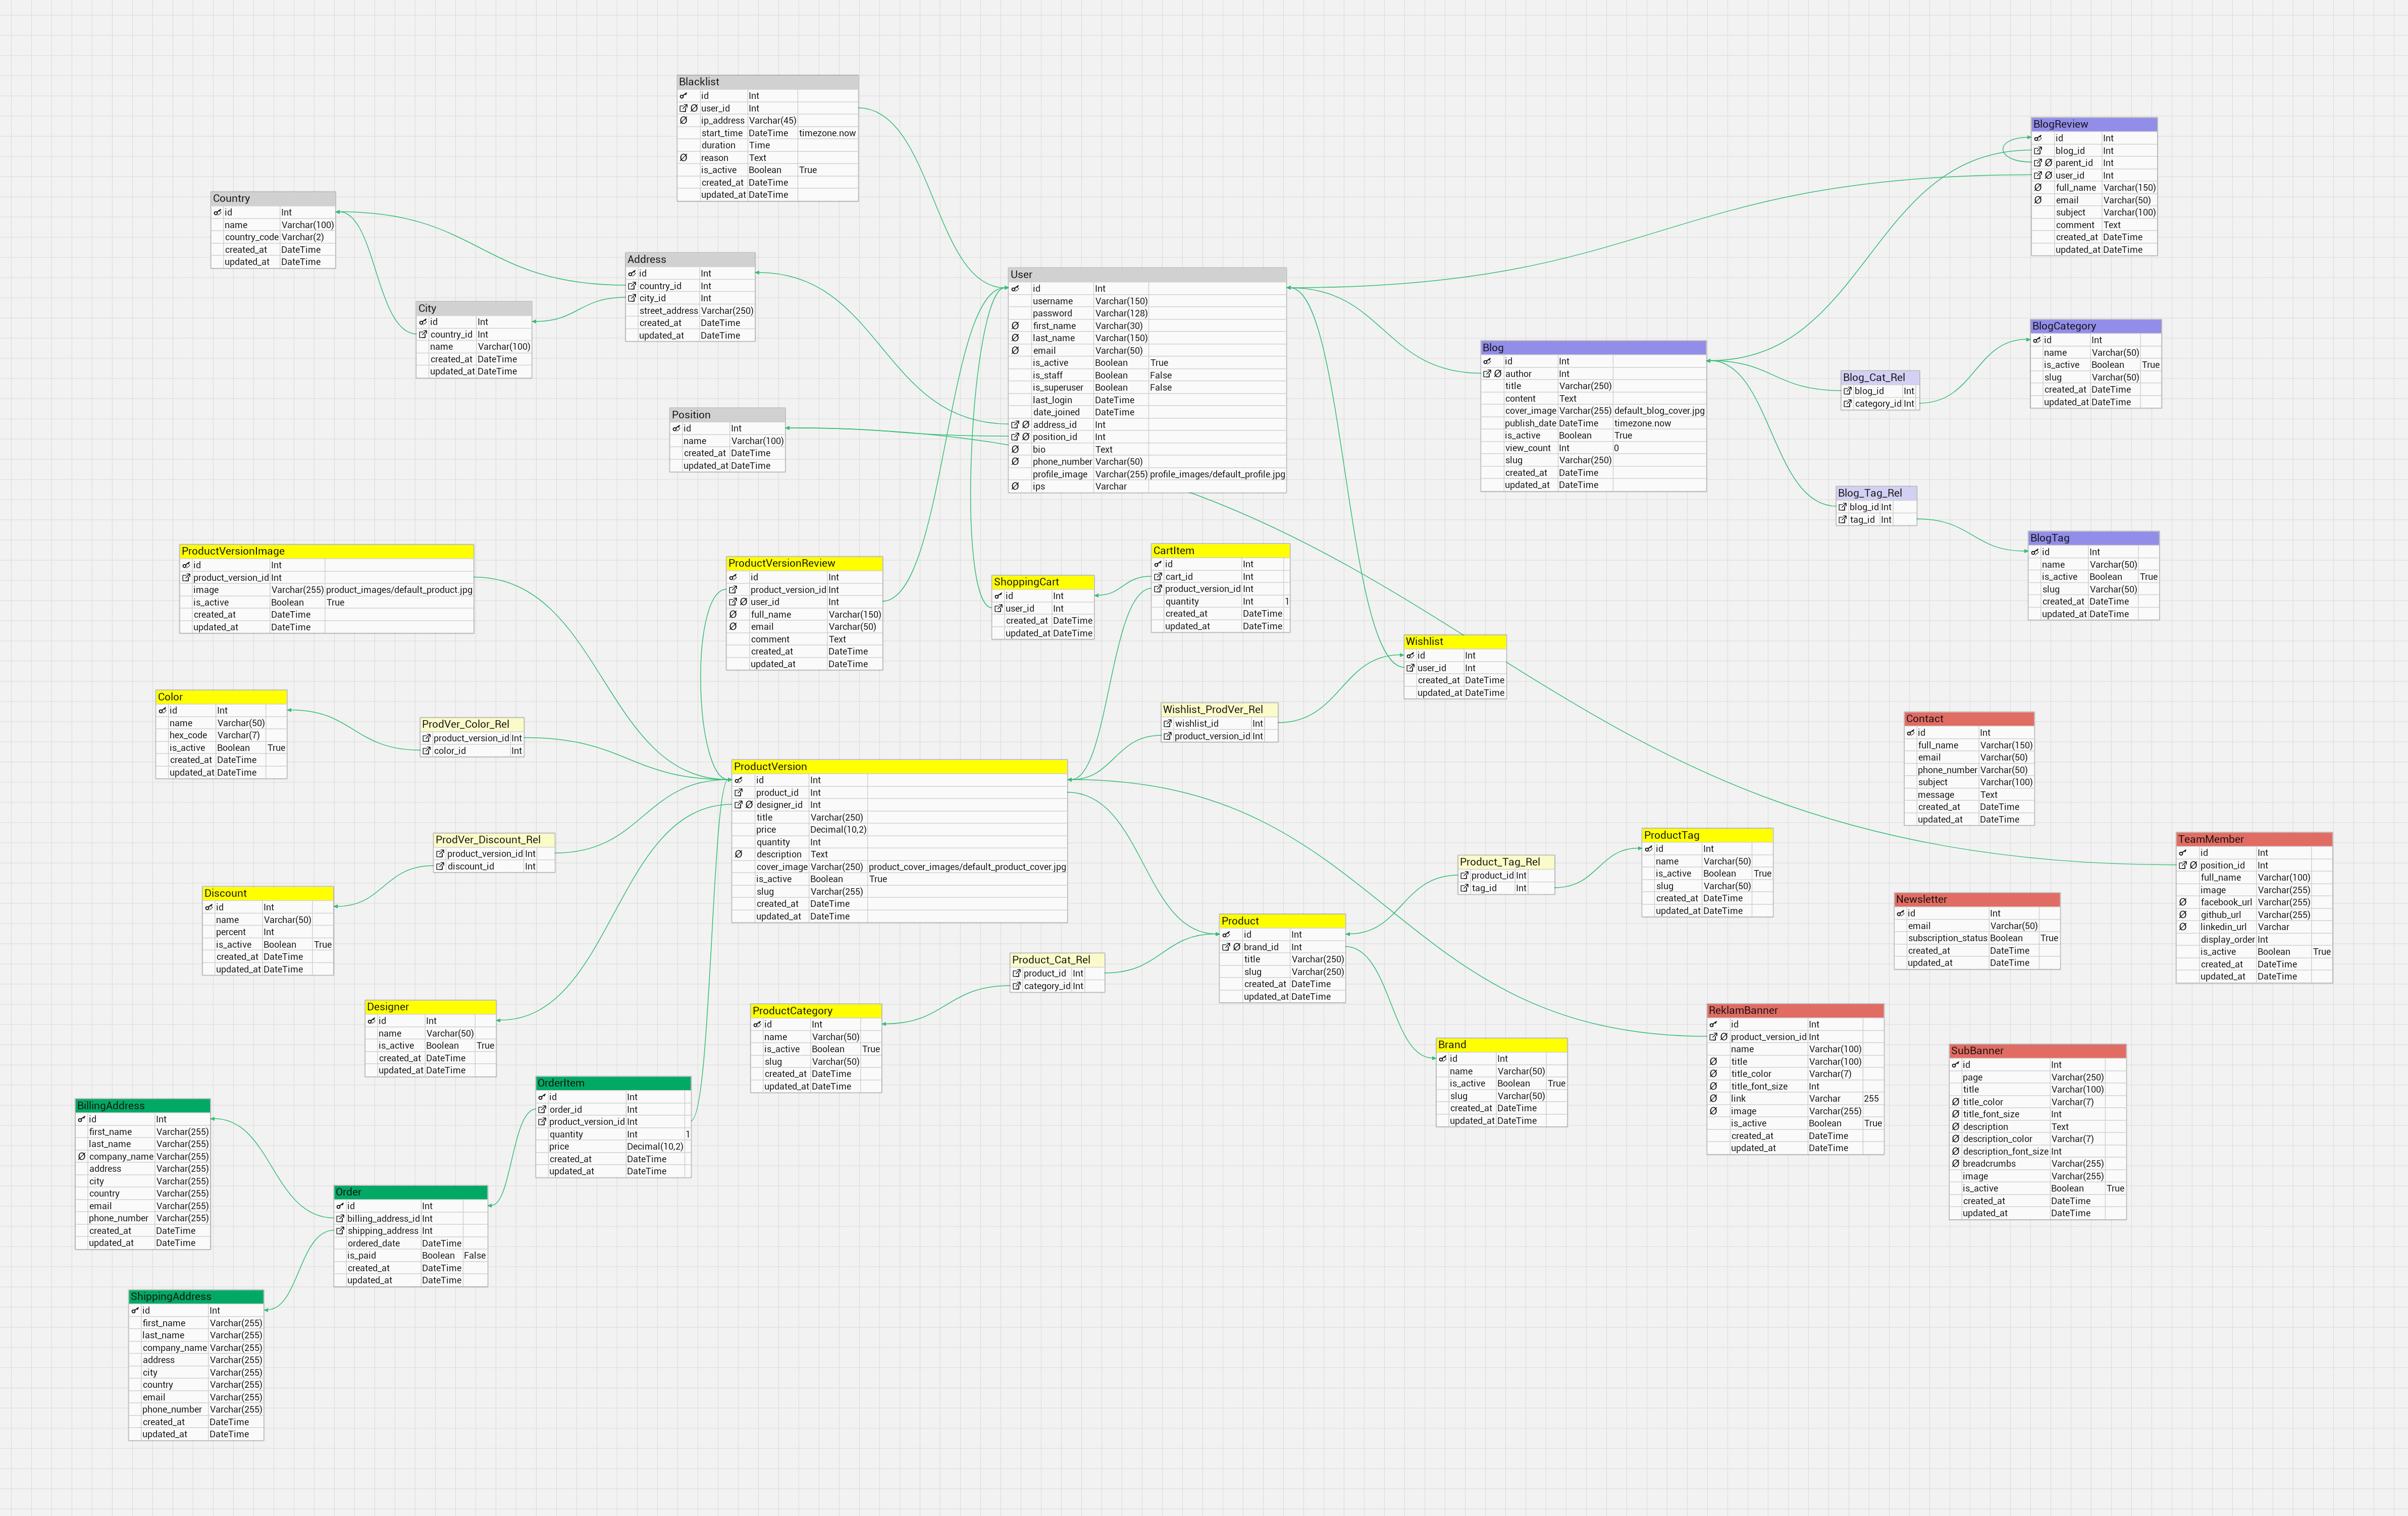 Blacklist
id Int
user_id Int
ip_address Varchar(45)
start_time DateTime timezone.now
duration Time
reason Text
is_active Boolean True
created_at DateTime
updated_at DateTime
BlogReview
id Int
blog_id Int
parent_id Int
user_id Int
full_name Varchar(150)
email Varchar(50)
subject Varchar(100)
comment Text
created_at DateTime
updated_at DateTime
Country
id Int
name Varchar(100)
country_code Varchar(2)
created_at DateTime
updated_at DateTime
Address
id Int
country_id Int
city_id Int
street_address Varchar(250)
created_at DateTime
updated_at DateTime
User
id Int
username Varchar(150)
password Varchar(128)
first_name Varchar(30)
last_name Varchar(150)
email Varchar(50)
is_active Boolean True
is_staff Boolean False
is_superuser Boolean False
last_login DateTime
date_joined DateTime
address_id Int
position_id Int
bio Text
phone_number Varchar(50)
profile_image Varchar(255) profile_images/default_profile.jpg
ips Varchar
City
id Int
country_id Int
name Varchar(100)
created_at DateTime
updated_at DateTime
BlogCategory
id Int
name Varchar(50)
is_active Boolean True
slug Varchar(50)
created_at DateTime
updated_at DateTime
Blog
id Int
author Int
title Varchar(250)
content Text
cover_image Varchar(255) default_blog_cover.jpg
publish_date DateTime timezone.now
is_active Boolean True
view_count Int 0
slug Varchar(250)
created_at DateTime
updated_at DateTime
Blog_Cat_Rel
blog_id Int
category_id Int
Position
id Int
name Varchar(100)
created_at DateTime
updated_at DateTime
Blog_Tag_Rel
blog_id Int
tag_id Int
BlogTag
id Int
name Varchar(50)
is_active Boolean True
slug Varchar(50)
created_at DateTime
updated_at DateTime
ProductVersionImage
id Int
product_version_id Int
image Varchar(255) product_images/default_product.jpg
is_active Boolean True
created_at DateTime
updated_at DateTime
ProductVersionReview
id Int
product_version_id Int
user_id Int
full_name Varchar(150)
email Varchar(50)
comment Text
created_at DateTime
updated_at DateTime
ShoppingCart
id Int
user_id Int
created_at DateTime
updated_at DateTime
CartItem
id Int
cart_id Int
product_version_id Int
quantity Int 1
created_at DateTime
updated_at DateTime
Wishlist
id Int
user_id Int
created_at DateTime
updated_at DateTime
Color
id Int
name Varchar(50)
hex_code Varchar(7)
is_active Boolean True
created_at DateTime
updated_at DateTime
ProdVer_Color_Rel
product_version_id Int
color_id Int
Wishlist_ProdVer_Rel
wishlist_id Int
product_version_id Int
Contact
id Int
full_name Varchar(150)
email Varchar(50)
phone_number Varchar(50)
subject Varchar(100)
message Text
created_at DateTime
updated_at DateTime
ProductVersion
id Int
product_id Int
designer_id Int
title Varchar(250)
price Decimal(10,2)
quantity Int
description Text
cover_image Varchar(250) product_cover_images/default_product_cover.jpg
is_active Boolean True
slug Varchar(255)
created_at DateTime
updated_at DateTime
ProdVer_Discount_Rel
product_version_id Int
discount_id Int
ProductTag
id Int
name Varchar(50)
is_active Boolean True
slug Varchar(50)
created_at DateTime
updated_at DateTime
TeamMember
id Int
position_id Int
full_name Varchar(100)
image Varchar(255)
facebook_url Varchar(255)
github_url Varchar(255)
linkedin_url Varchar
display_order Int
is_active Boolean True
created_at DateTime
updated_at DateTime
Product_Tag_Rel
product_id Int
tag_id Int
Discount
id Int
name Varchar(50)
percent Int
is_active Boolean True
created_at DateTime
updated_at DateTime
Newsletter
id Int
email Varchar(50)
subscription_status Boolean True
created_at DateTime
updated_at DateTime
Product
id Int
brand_id Int
title Varchar(250)
slug Varchar(250)
created_at DateTime
updated_at DateTime
Product_Cat_Rel
product_id Int
category_id Int
Designer
id Int
name Varchar(50)
is_active Boolean True
created_at DateTime
updated_at DateTime
ProductCategory
id Int
name Varchar(50)
is_active Boolean True
slug Varchar(50)
created_at DateTime
updated_at DateTime
ReklamBanner
id Int
product_version_id Int
name Varchar(100)
title Varchar(100)
title_color Varchar(7)
title_font_size Int
link Varchar 255
image Varchar(255)
is_active Boolean True
created_at DateTime
updated_at DateTime
Brand
id Int
name Varchar(50)
is_active Boolean True
slug Varchar(50)
created_at DateTime
updated_at DateTime
SubBanner
id Int
page Varchar(250)
title Varchar(100)
title_color Varchar(7)
title_font_size Int
description Text
description_color Varchar(7)
description_font_size Int
breadcrumbs Varchar(255)
image Varchar(255)
is_active Boolean True
created_at DateTime
updated_at DateTime
OrderItem
id Int
order_id Int
product_version_id Int
quantity Int 1
price Decimal(10,2)
created_at DateTime
updated_at DateTime
BillingAddress
id Int
first_name Varchar(255)
last_name Varchar(255)
company_name Varchar(255)
address Varchar(255)
city Varchar(255)
country Varchar(255)
email Varchar(255)
phone_number Varchar(255)
created_at DateTime
updated_at DateTime
Order
id Int
billing_address_id Int
shipping_address Int
ordered_date DateTime
is_paid Boolean False
created_at DateTime
updated_at DateTime
ShippingAddress
id Int
first_name Varchar(255)
last_name Varchar(255)
company_name Varchar(255)
address Varchar(255)
city Varchar(255)
country Varchar(255)
email Varchar(255)
phone_number Varchar(255)
created_at DateTime
updated_at DateTime